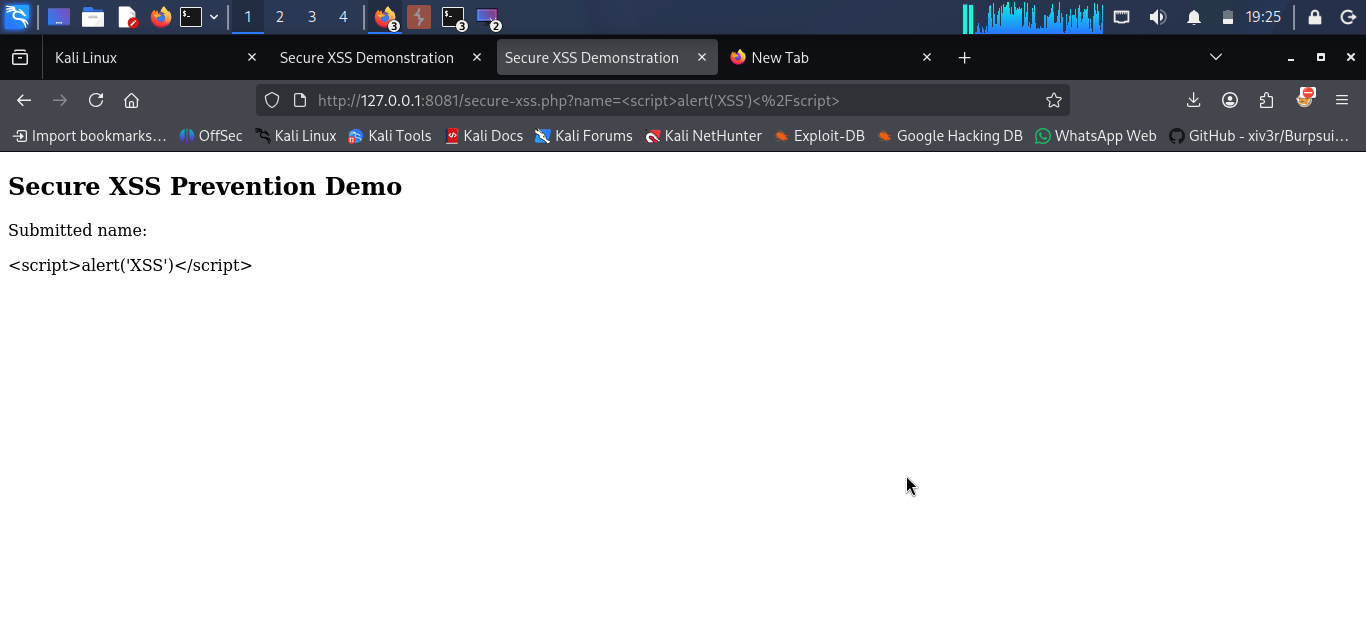 1 2 3 4 3 3 2 19:25
Kali Linux Secure XSS Demonstration Secure XSS Demonstration New Tab
http://127.0.0.1:8081/secure-xss.php?name=<script>alert('XSS')<%2Fscript>
Import bookmarks... OffSec Kali Linux Kali Tools Kali Docs Kali Forums Kali NetHunter Exploit-DB Google Hacking DB WhatsApp Web GitHub - xiv3r/Burpsui...
Secure XSS Prevention Demo
Submitted name:
<script>alert('XSS')</script>